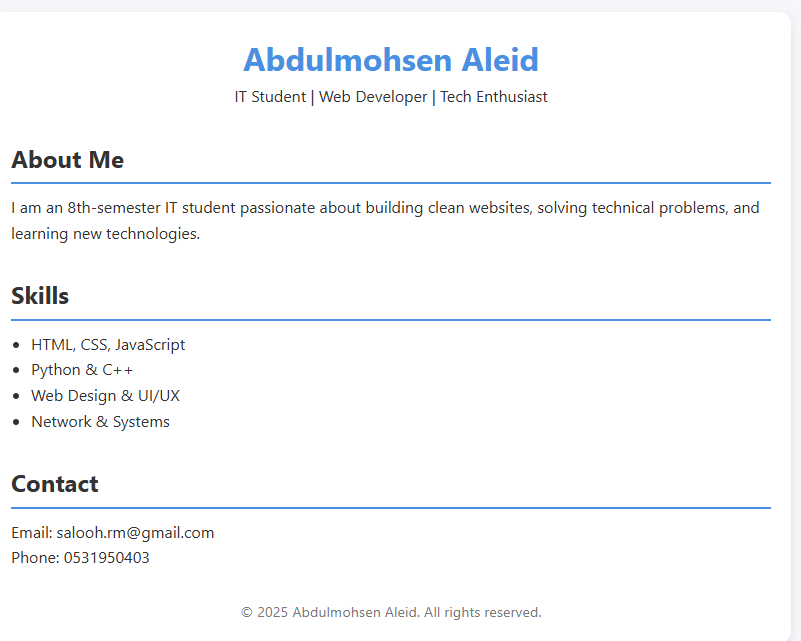 Abdulmohsen Aleid
IT Student | Web Developer | Tech Enthusiast
About Me
I am an 8th-semester IT student passionate about building clean websites, solving technical problems, and
learning new technologies.
Skills
• HTML, CSS, JavaScript
• Python & C++
• Web Design & UI/UX
• Network & Systems
Contact
Email: salooh.rm@gmail.com
Phone: 0531950403
© 2025 Abdulmohsen Aleid. All rights reserved.